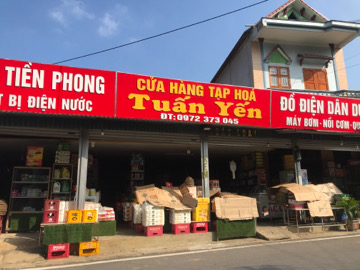 TIỀN PHONG
T BỊ ĐIỆN NƯỚC
CỬA HÀNG TẠP HOÁ
Tuấn Yến
ĐT:0972 373 045
ĐỒ ĐIỆN DÂN DỤ
MÁY BƠM-NỒI CƠM